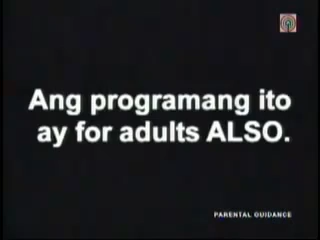 Ang programang ito
ay for adults ALSO.
PARENTAL GUIDANCE